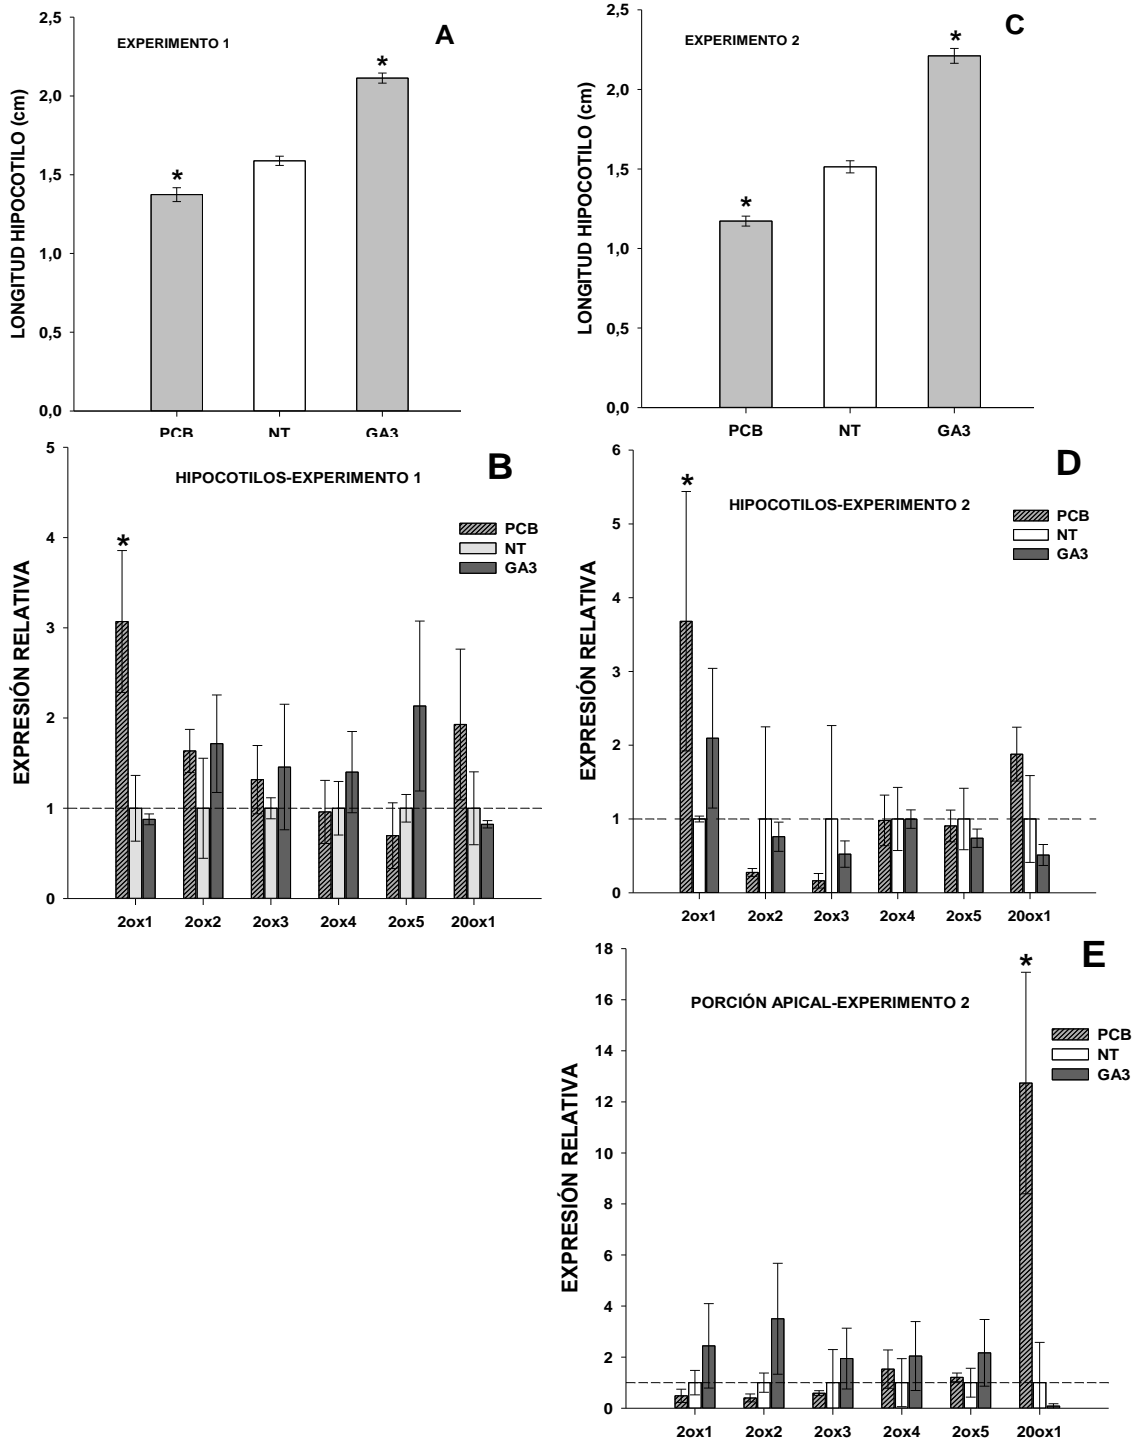 EXPERIMENTO 1
A
LONGITUD HIPOCOTILO (cm)
2,5
2,0
1,5
1,0
0,5
0,0
*
*
PCB NT GA3
EXPERIMENTO 2
C
LONGITUD HIPOCOTILO (cm)
2,5
2,0
1,5
1,0
0,5
0,0
*
*
PCB NT GA3
HIPOCOTILOS-EXPERIMENTO 1
B
EXPRESIÓN RELATIVA
5
4
3
2
1
0
*
PCB
NT
GA3
2ox1 2ox2 2ox3 2ox4 2ox5 20ox1
HIPOCOTILOS-EXPERIMENTO 2
D
EXPRESIÓN RELATIVA
6
5
4
3
2
1
0
*
PCB
NT
GA3
2ox1 2ox2 2ox3 2ox4 2ox5 20ox1
PORCIÓN APICAL-EXPERIMENTO 2
E
EXPRESIÓN RELATIVA
18
16
14
12
10
8
6
4
2
0
*
PCB
NT
GA3
2ox1 2ox2 2ox3 2ox4 2ox5 20ox1